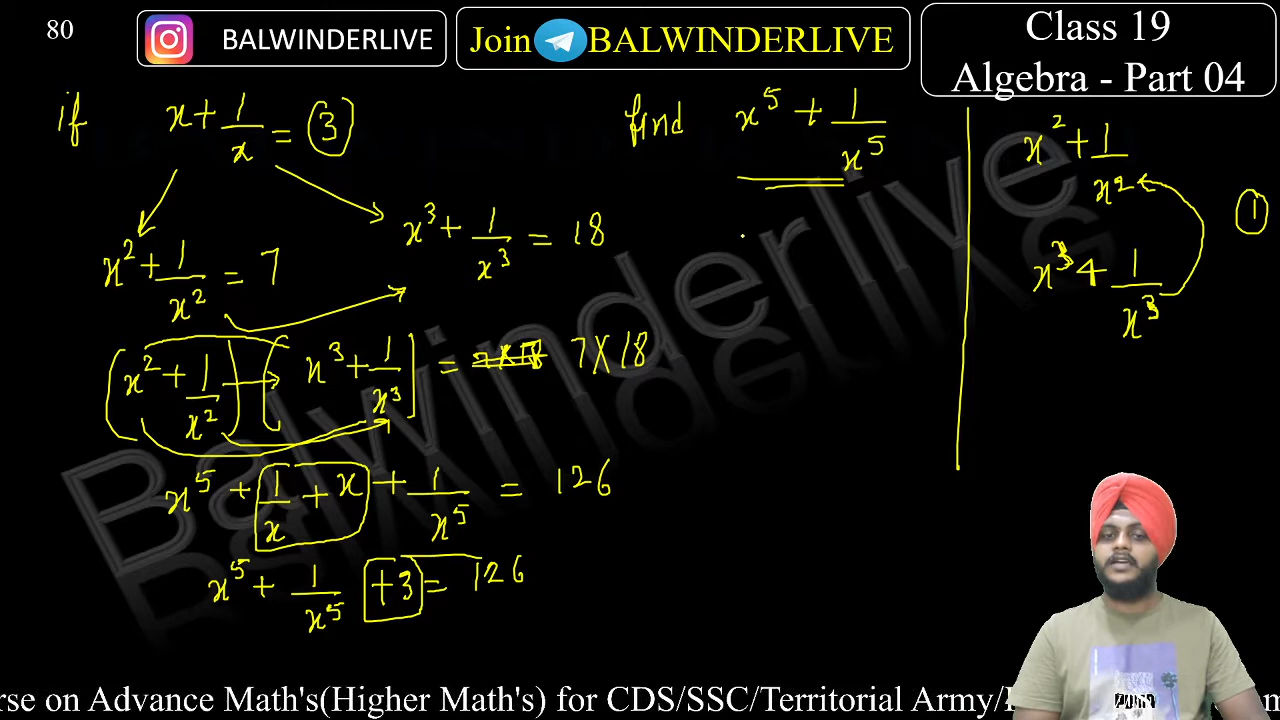 80
BALWINDERLIVE
Join BALWINDERLIVE
Class 19
Algebra - Part 04
if x + 1/x = 3
find x^5 + 1/x^5
x^2 + 1/x^2
1
x^3 + 1/x^3 = 18
x^2 + 1/x^2 = 7
x^3 + 1/x^3
(x^2 + 1/x^2) (x^3 + 1/x^3] = 7 X 18
x^5 + 1/x + x + 1/x^5 = 126
x^5 + 1/x^5 + 3 = 126
Balwinderlive
rse on Advance Math's(Higher Math's) for CDS/SSC/Territorial Army/